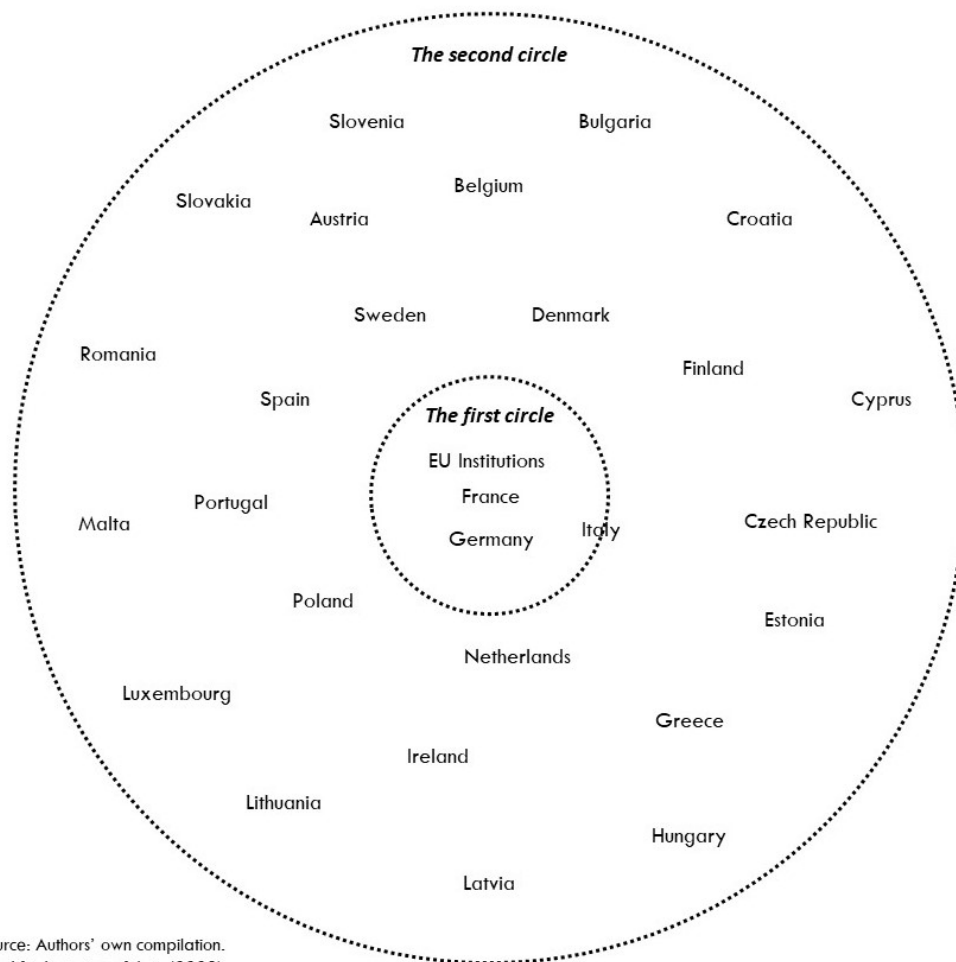 The second circle
Slovenia
Bulgaria
Belgium
Slovakia
Austria
Croatia
Sweden
Denmark
Romania
Finland
Spain
Cyprus
The first circle
EU Institutions
France
Portugal
Malta
Czech Republic
Italy
Germany
Poland
Estonia
Netherlands
Luxembourg
Greece
Ireland
Lithuania
Hungary
Latvia
urce: Authors' own compilation.